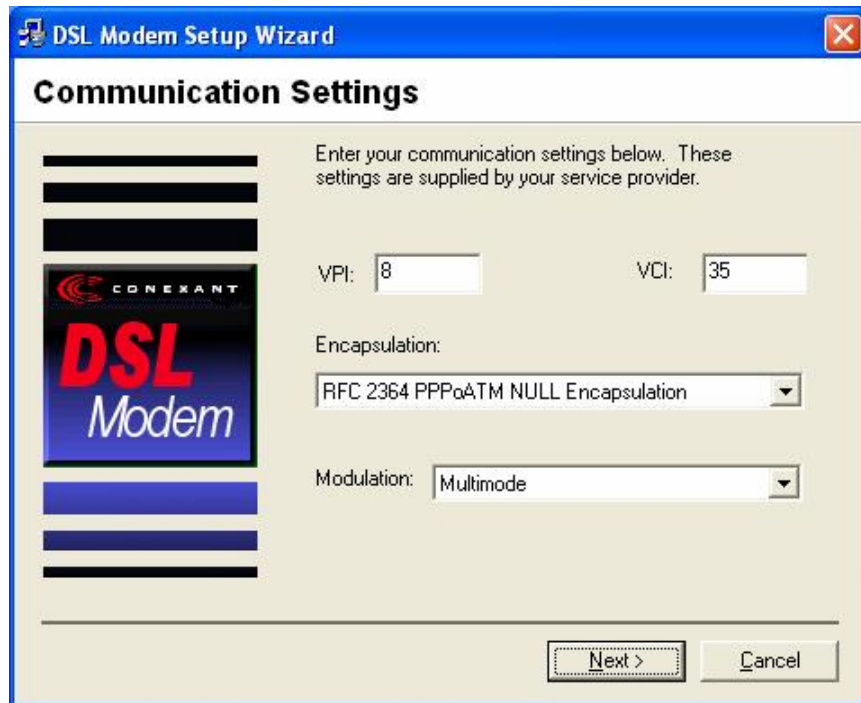 DSL Modem Setup Wizard
Communication Settings
Enter your communication settings below. These
settings are supplied by your service provider.
VPI: 8 VCI: 35
CONEXANT
DSL
Modem
Encapsulation:
RFC 2364 PPPoATM NULL Encapsulation
Modulation: Multimode
Next > Cancel